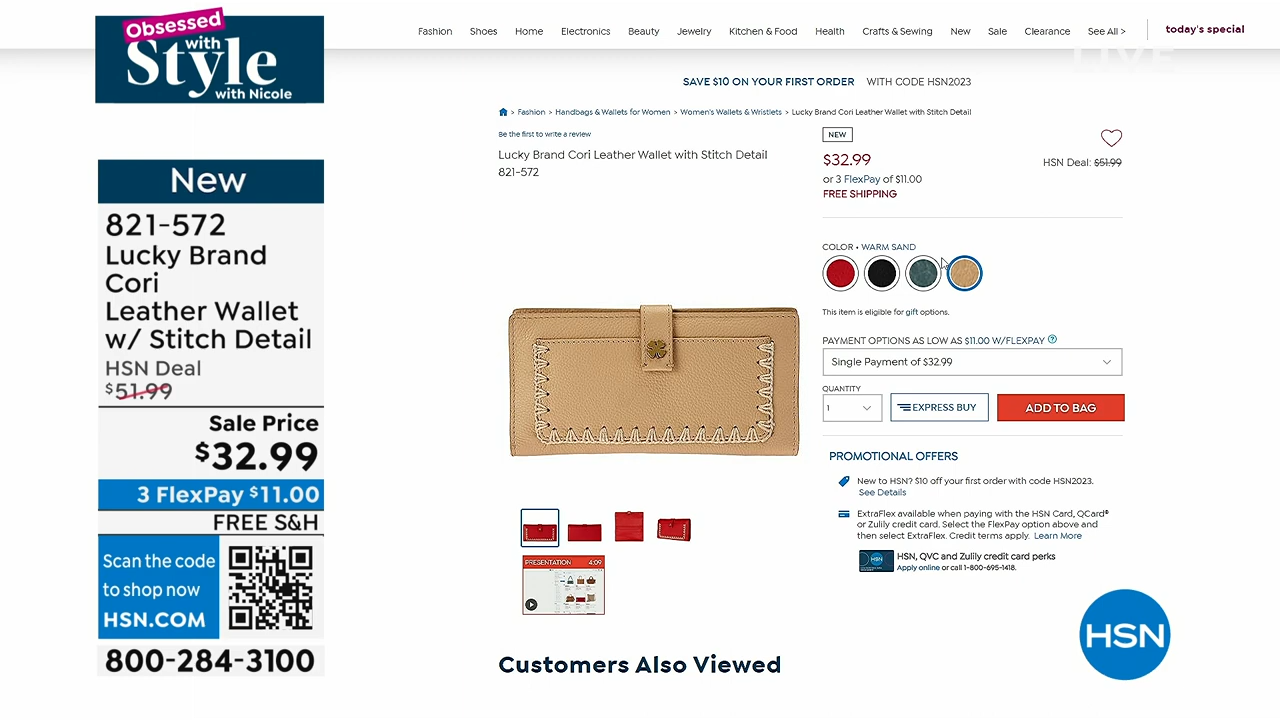 Obsessed
with
Style
with Nicole
New
821-572
Lucky Brand
Cori
Leather Wallet
w/ Stitch Detail
HSN Deal
$51.99
Sale Price
$32.99
3 FlexPay $11.00
FREE S&H
Scan the code
to shop now
HSN.COM
800-284-3100
Fashion Shoes Home Electronics Beauty Jewelry Kitchen & Food Health Crafts & Sewing New Sale Clearance See All > today's special
LIVE
SAVE $10 ON YOUR FIRST ORDER WITH CODE HSN2023
> Fashion > Handbags & Wallets for Women > Women's Wallets & Wristlets > Lucky Brand Cori Leather Wallet with Stitch Detail
Be the first to write a review
Lucky Brand Cori Leather Wallet with Stitch Detail
821-572
NEW
$32.99
HSN Deal: $51.99
or 3 FlexPay of $11.00
FREE SHIPPING
COLOR • WARM SAND
This item is eligible for gift options.
PAYMENT OPTIONS AS LOW AS $11.00 W/FLEXPAY ?
Single Payment of $32.99
QUANTITY
1
EXPRESS BUY
ADD TO BAG
PROMOTIONAL OFFERS
New to HSN? $10 off your first order with code HSN2023.
See Details
ExtraFlex available when paying with the HSN Card, QCard®
or Zulily credit card. Select the FlexPay option above and
then select ExtraFlex. Credit terms apply. Learn More
HSN
HSN, QVC and Zulily credit card perks
Apply online or call 1-800-695-1418.
PRESENTATION 4:09
Customers Also Viewed
HSN